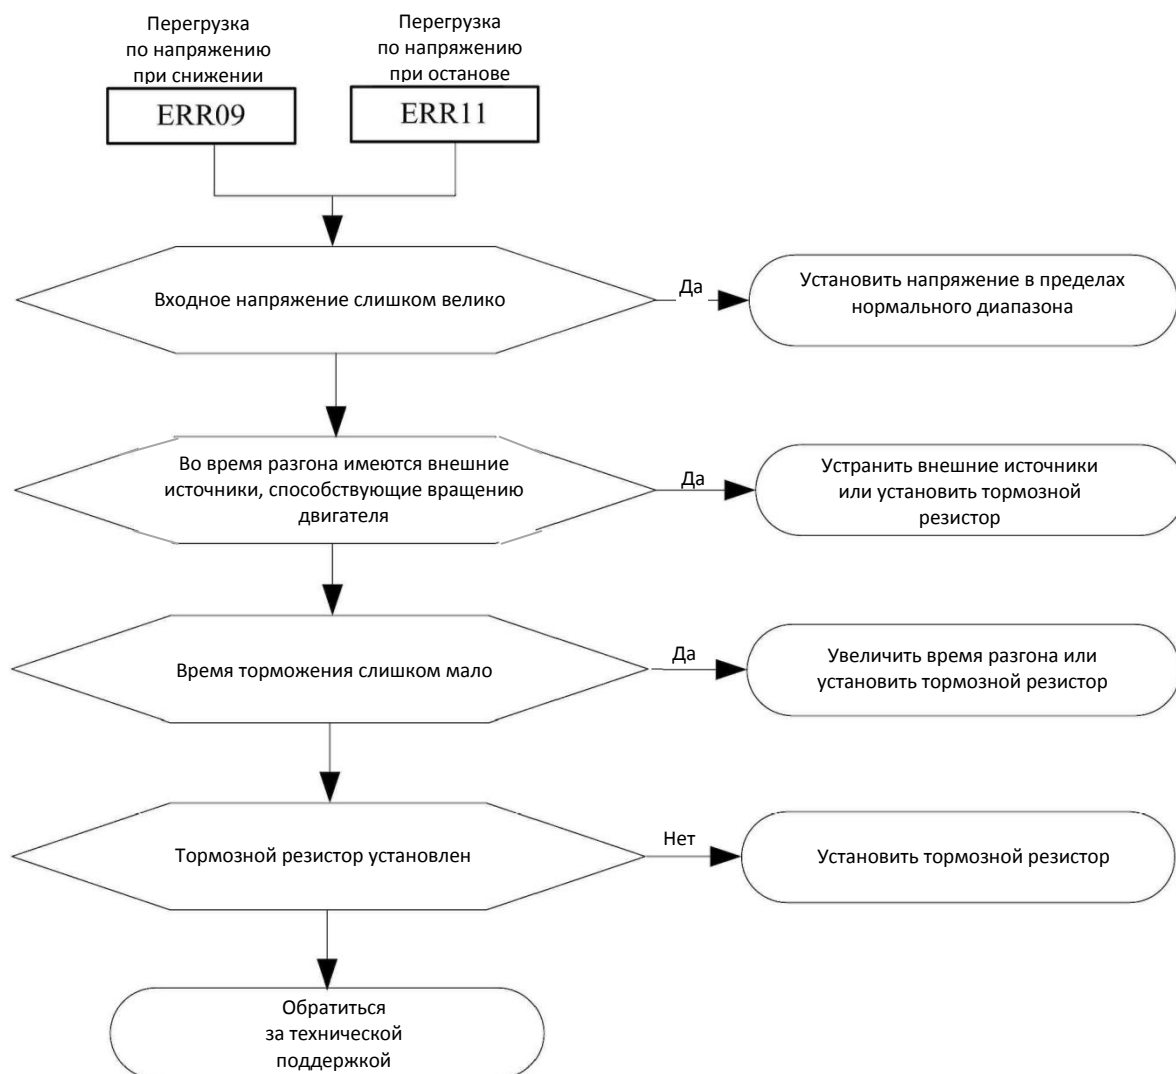 Перегрузка
по напряжению
при снижении
Перегрузка
по напряжению
при останове
ERR09
ERR11
Входное напряжение слишком велико
Да
Установить напряжение в пределах
нормального диапазона
Во время разгона имеются внешние
источники, способствующие вращению
двигателя
Да
Устранить внешние источники
или установить тормозной
резистор
Время торможения слишком мало
Да
Увеличить время разгона или
установить тормозной резистор
Тормозной резистор установлен
Нет
Установить тормозной резистор
Обратиться
за технической
поддержкой